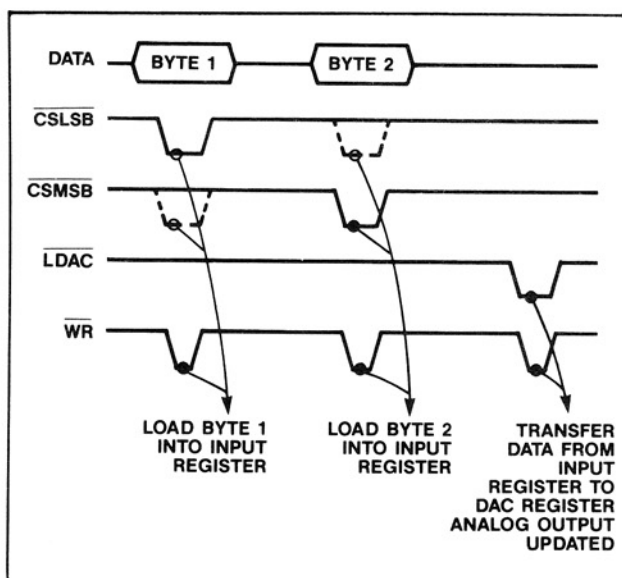 DATA
BYTE 1
BYTE 2
CSLSB
CSMSB
LDAC
WR
LOAD BYTE 1
INTO INPUT
REGISTER
LOAD BYTE 2
INTO INPUT
REGISTER
TRANSFER
DATA FROM
INPUT
REGISTER TO
DAC REGISTER
ANALOG OUTPUT
UPDATED